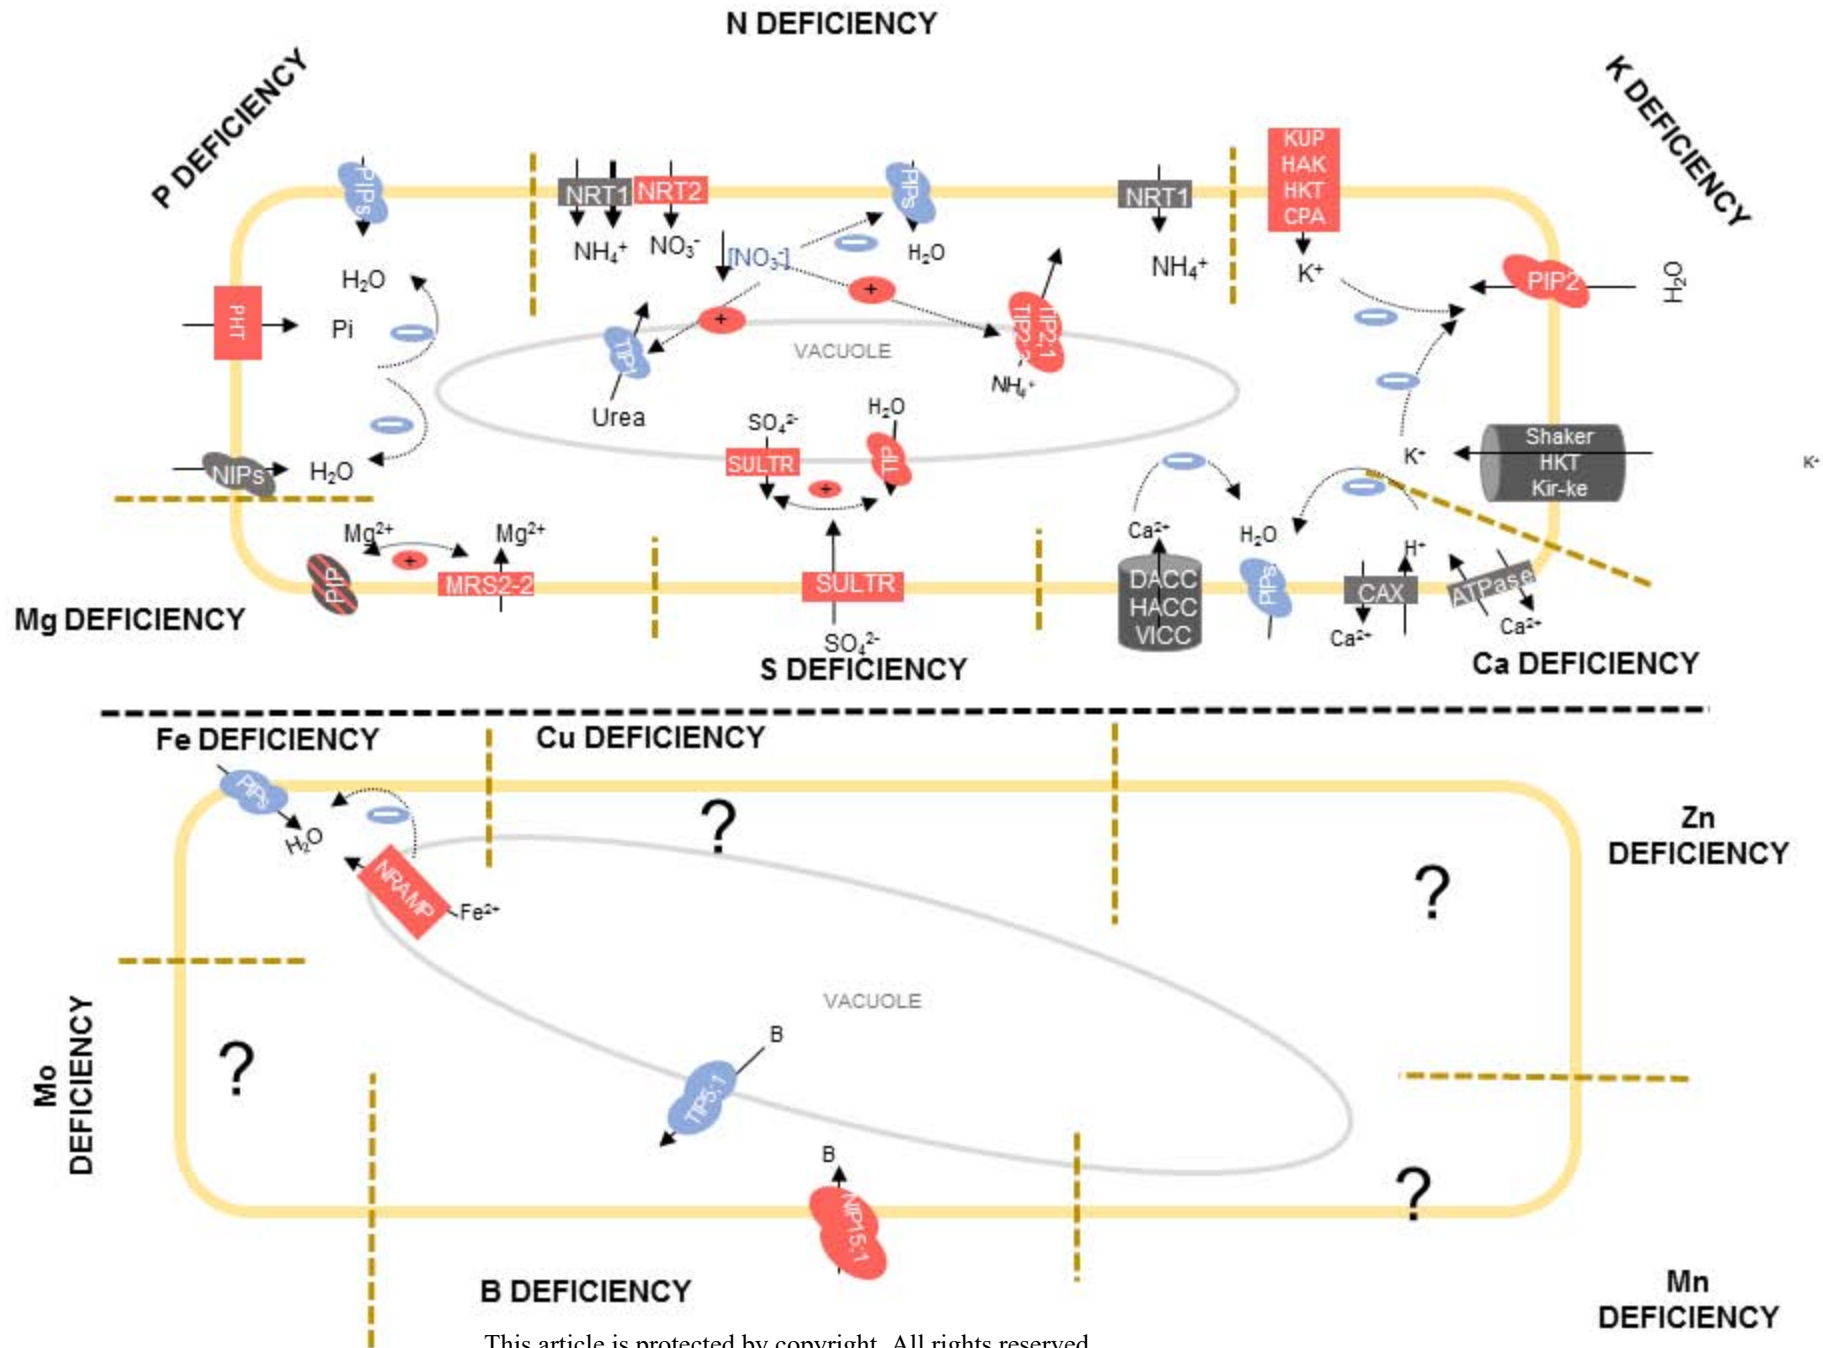 N DEFICIENCY
P DEFICIENCY
K DEFICIENCY
PIPs
H₂O
PHT
Pi
NIPs
H₂O
NRT1
NRT2
NH₄⁺
NO₃⁻
[NO₃⁻]
PIPs
H₂O
NRT1
NH₄⁺
+
+
VACUOLE
TIP1
Urea
TIP2;1
TIP2;2
NH₄⁺
KUP
HAK
HKT
CPA
K⁺
PIP2
H₂O
Shaker
HKT
Kir-ke
K⁺
K⁺
SO₄²⁻
SULTR
H₂O
TIP1
+
SULTR
SO₄²⁻
S DEFICIENCY
Mg²⁺
+
Mg²⁺
PIP
MRS2-2
Mg DEFICIENCY
Ca²⁺
DACC
HACC
VICC
H₂O
PIPs
H⁺
CAX
Ca²⁺
ATPase
Ca²⁺
Ca DEFICIENCY
Fe DEFICIENCY
PIPs
H₂O
NRAMP
Fe²⁺
Cu DEFICIENCY
?
Zn
DEFICIENCY
?
VACUOLE
Mo
DEFICIENCY
?
B
TIP5;1
B
NIP15;1
B DEFICIENCY
?
Mn
DEFICIENCY
This article is protected by copyright. All rights reserved